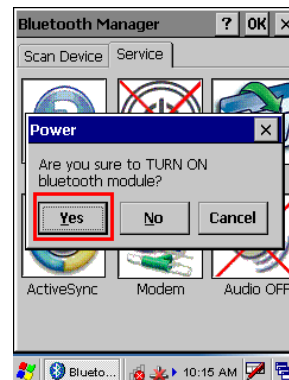 Bluetooth Manager ? OK ×
Scan Device Service
Power ×
Are you sure to TURN ON
bluetooth module?
Yes No Cancel
ActiveSync Modem Audio OFF
Blueto... 10:15 AM